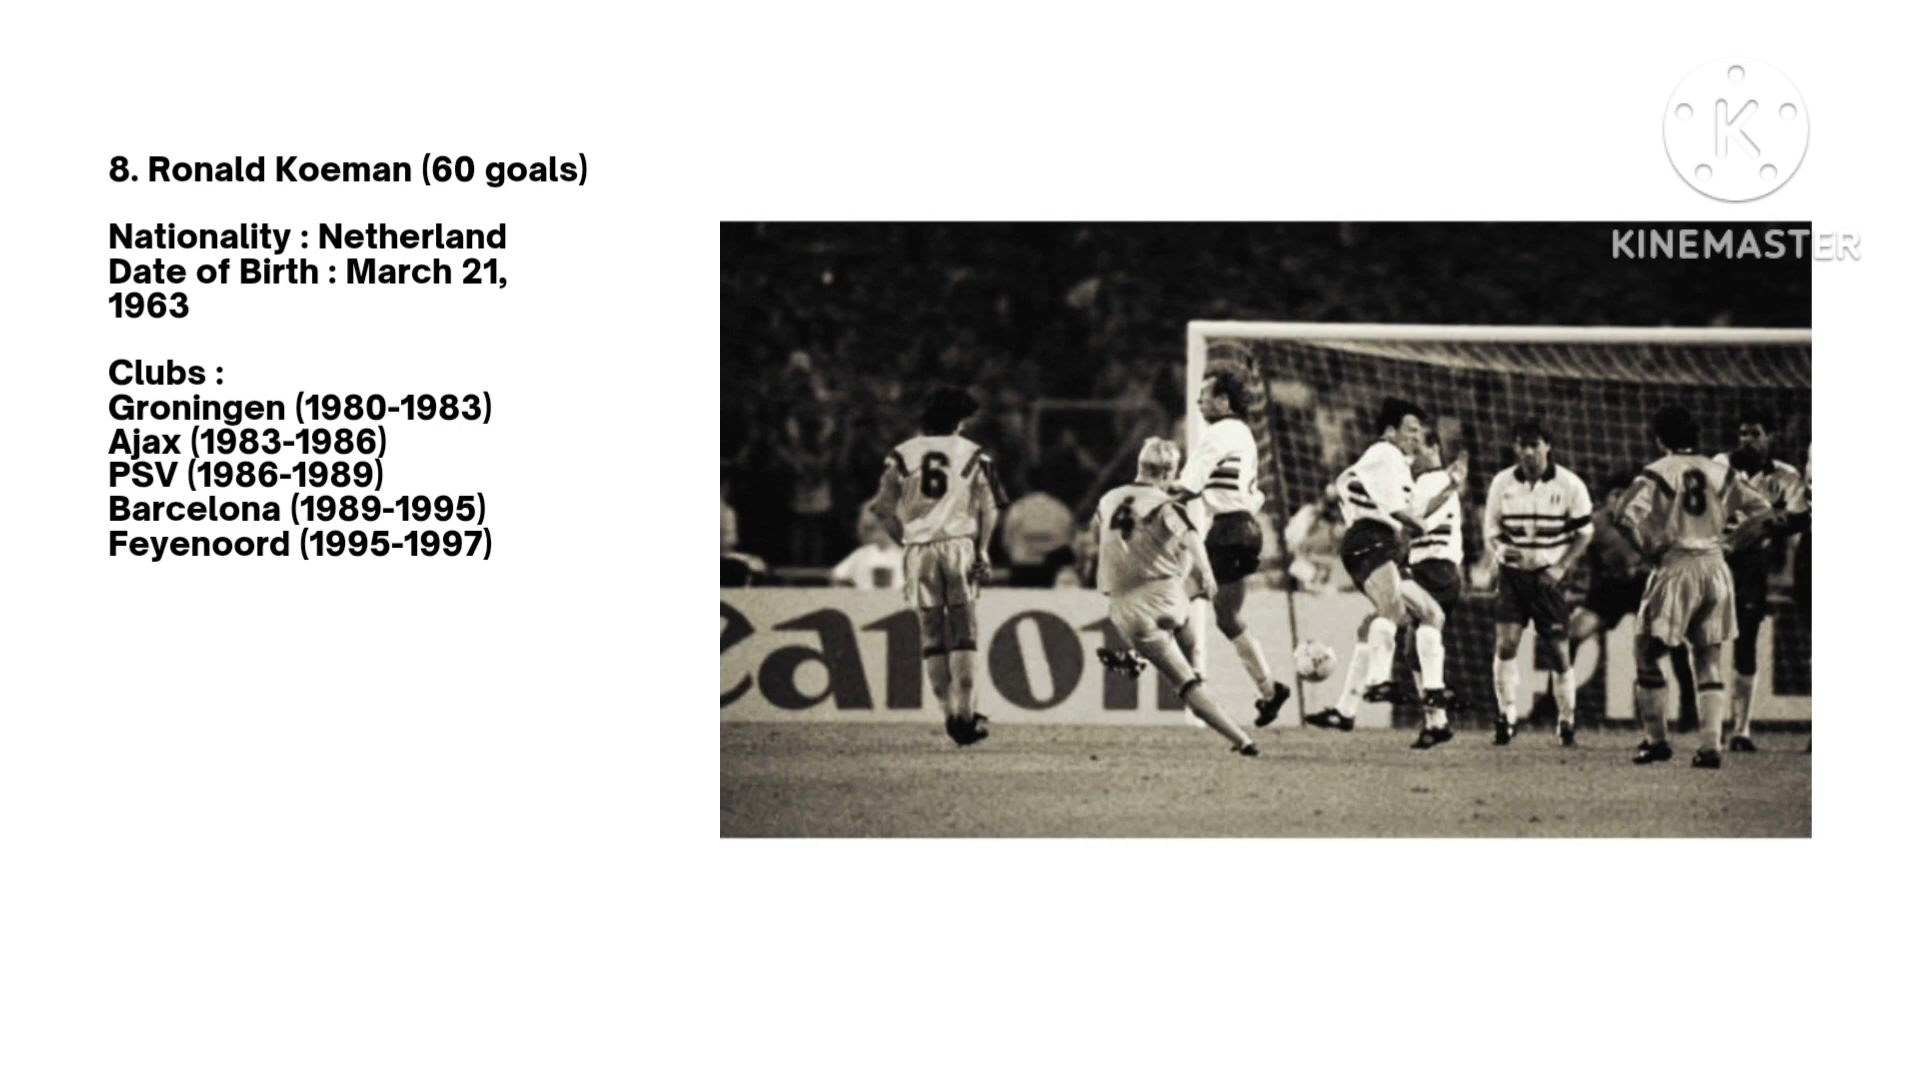 8. Ronald Koeman (60 goals)
Nationality : Netherland
Date of Birth : March 21,
1963
Clubs :
Groningen (1980-1983)
Ajax (1983-1986)
PSV (1986-1989)
Barcelona (1989-1995)
Feyenoord (1995-1997)
K
KINEMASTER
6
4
8
Canon